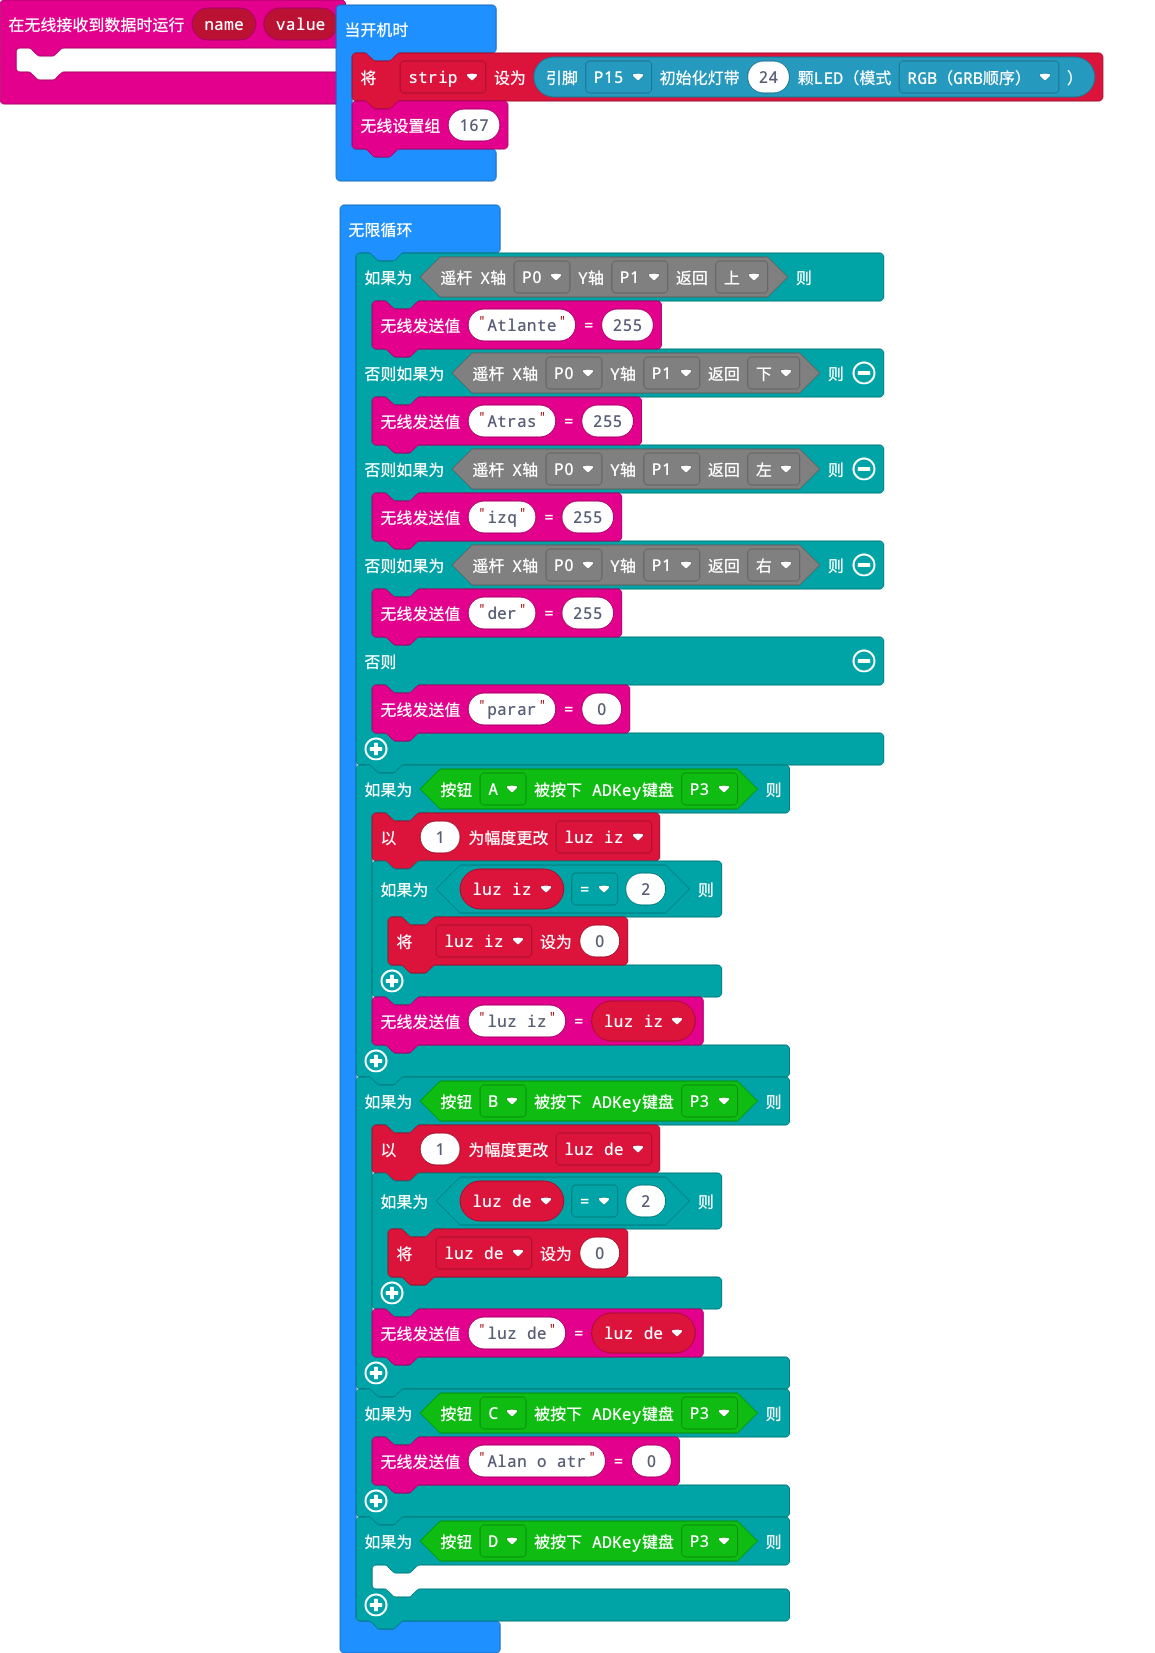 在无线接收到数据时运行 name value
当开机时
将 strip 设为 引脚 P15 初始化灯带 24 颗LED（模式 RGB（GRB顺序） ）
无线设置组 167
无限循环
如果为 遥杆 X轴 P0 Y轴 P1 返回 上 则
无线发送值 "Atlante" = 255
否则如果为 遥杆 X轴 P0 Y轴 P1 返回 下 则
无线发送值 "Atras" = 255
否则如果为 遥杆 X轴 P0 Y轴 P1 返回 左 则
无线发送值 "izq" = 255
否则如果为 遥杆 X轴 P0 Y轴 P1 返回 右 则
无线发送值 "der" = 255
否则
无线发送值 "parar" = 0
如果为 按钮 A 被按下 ADKey键盘 P3 则
以 1 为幅度更改 luz iz
如果为 luz iz = 2 则
将 luz iz 设为 0
无线发送值 "luz iz" = luz iz
如果为 按钮 B 被按下 ADKey键盘 P3 则
以 1 为幅度更改 luz de
如果为 luz de = 2 则
将 luz de 设为 0
无线发送值 "luz de" = luz de
如果为 按钮 C 被按下 ADKey键盘 P3 则
无线发送值 "Alan o atr" = 0
如果为 按钮 D 被按下 ADKey键盘 P3 则